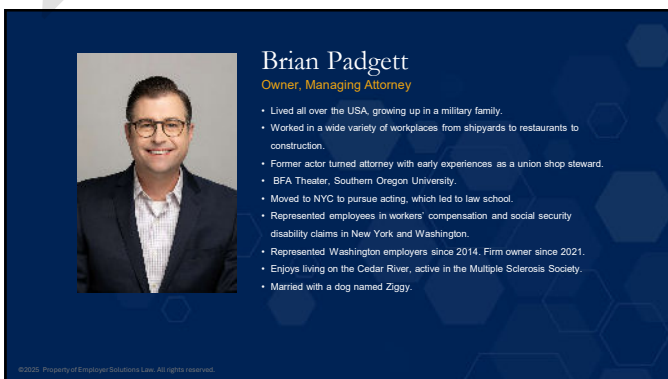 Brian Padgett
Owner, Managing Attorney
• Lived all over the USA, growing up in a military family.
• Worked in a wide variety of workplaces from shipyards to restaurants to
construction.
• Former actor turned attorney with early experiences as a union shop steward.
• BFA Theater, Southern Oregon University.
• Moved to NYC to pursue acting, which led to law school.
• Represented employees in workers' compensation and social security
disability claims in New York and Washington.
• Represented Washington employers since 2014. Firm owner since 2021.
• Enjoys living on the Cedar River, active in the Multiple Sclerosis Society.
• Married with a dog named Ziggy.
©2025 Property of Employer Solutions Law. All rights reserved.